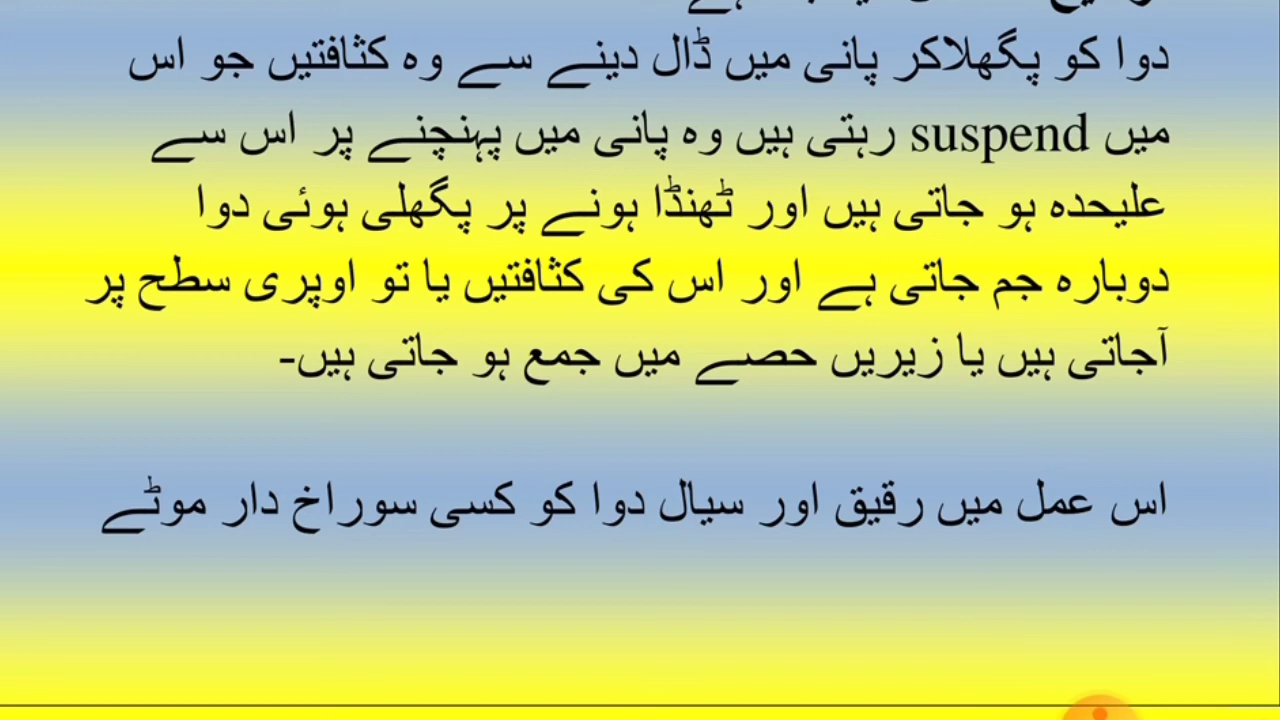 دوا کو پگھلاکر پانی میں ڈال دینے سے وہ کثافتیں جو اس
میں suspend رہتی ہیں وہ پانی میں پہنچنے پر اس سے
علیحدہ ہو جاتی ہیں اور ٹھنڈا ہونے پر پگھلی ہوئی دوا
دوبارہ جم جاتی ہے اور اس کی کثافتیں یا تو اوپری سطح پر
آجاتی ہیں یا زیریں حصے میں جمع ہو جاتی ہیں-
اس عمل میں رقیق اور سیال دوا کو کسی سوراخ دار موٹے